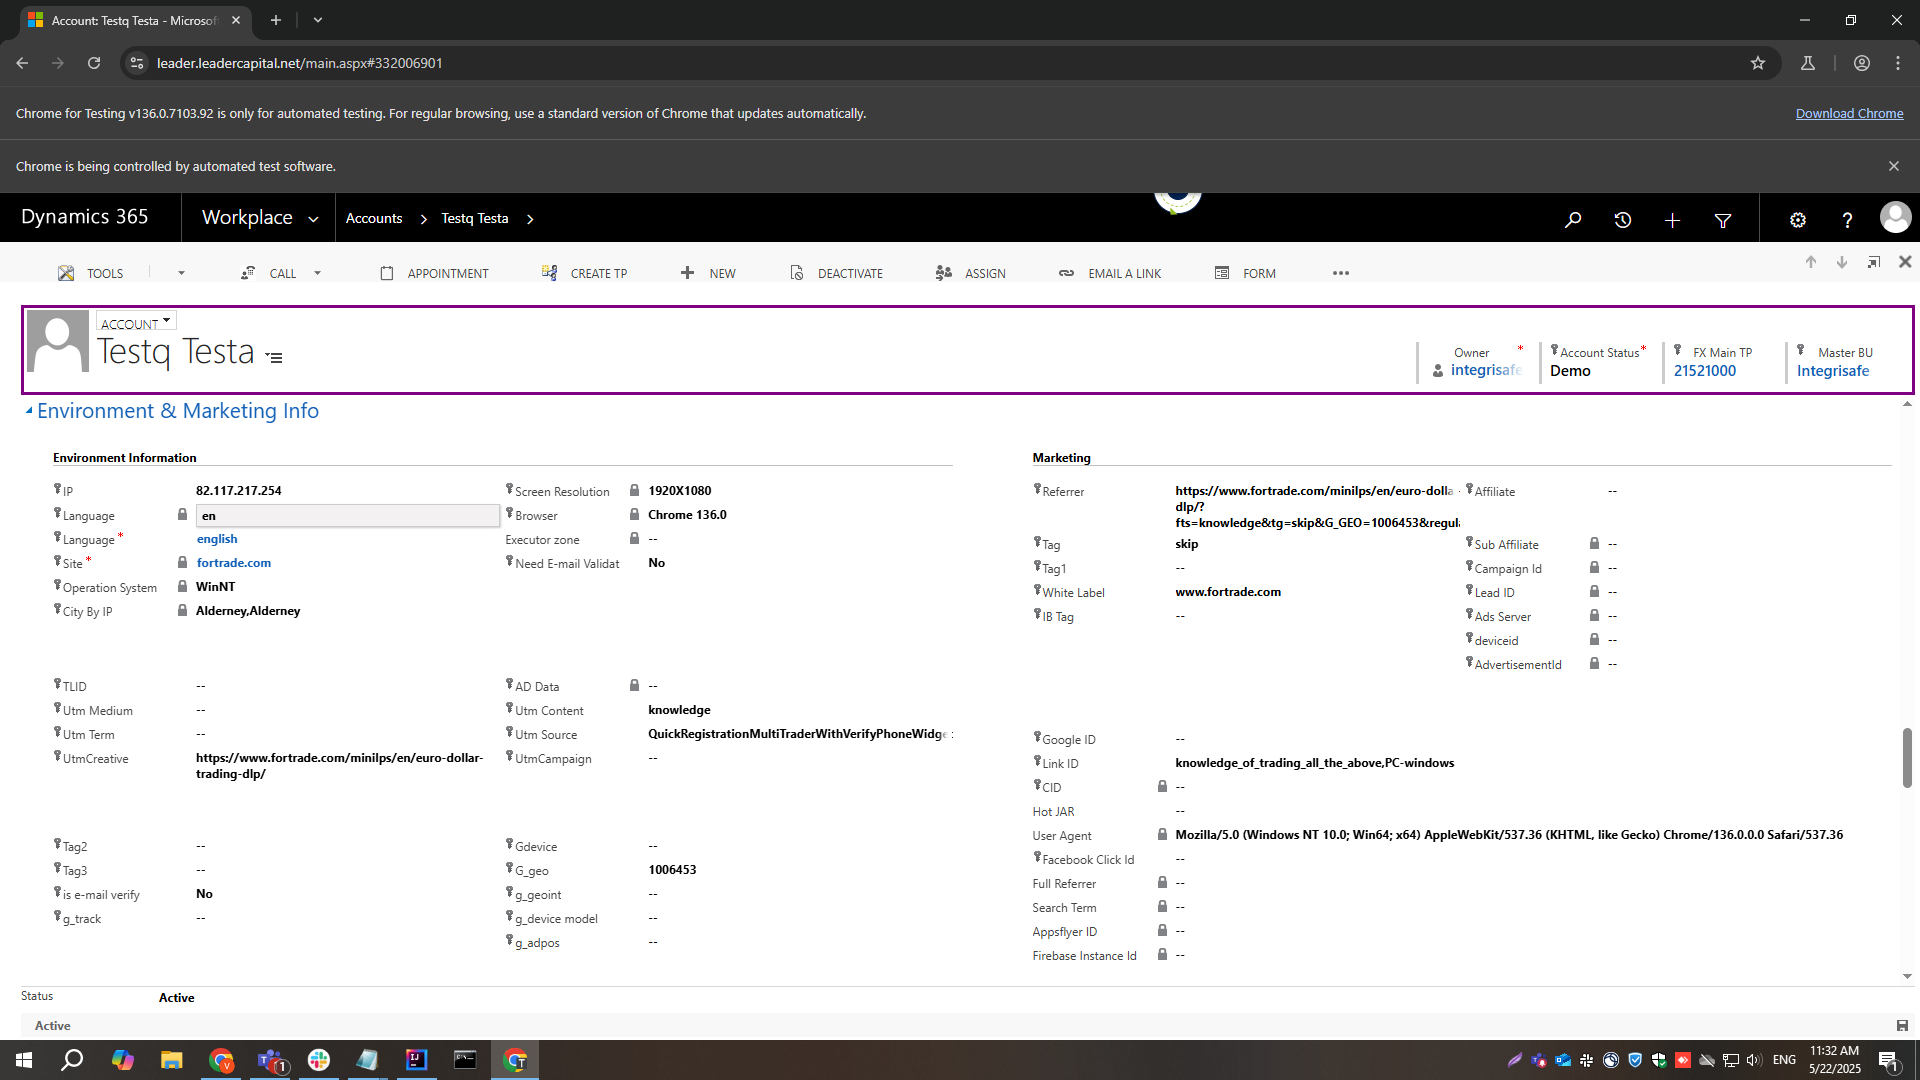 Account: Testq Testa - Microsof
leader.leadercapital.net/main.aspx#332006901
Chrome for Testing v136.0.7103.92 is only for automated testing. For regular browsing, use a standard version of Chrome that updates automatically.
Download Chrome
Chrome is being controlled by automated test software.
Dynamics 365
Workplace
Accounts
Testq Testa
TOOLS
CALL
APPOINTMENT
CREATE TP
NEW
DEACTIVATE
ASSIGN
EMAIL A LINK
FORM
ACCOUNT
Testq Testa
Owner *
integrisafe
Account Status *
Demo
FX Main TP
21521000
Master BU
Integrisafe
Environment & Marketing Info
Environment Information
IP 82.117.217.254
Language en
Language * english
Site * fortrade.com
Operation System WinNT
City By IP Alderney,Alderney
Screen Resolution 1920X1080
Browser Chrome 136.0
Executor zone --
Need E-mail Validat No
TLID --
Utm Medium --
Utm Term --
UtmCreative https://www.fortrade.com/minilps/en/euro-dollar-
trading-dlp/
AD Data --
Utm Content knowledge
Utm Source QuickRegistrationMultiTraderWithVerifyPhoneWidge
UtmCampaign --
Tag2 --
Tag3 --
is e-mail verify No
g_track --
Gdevice --
G_geo 1006453
g_geoint --
g_device model --
g_adpos --
Marketing
Referrer https://www.fortrade.com/minilps/en/euro-dolla
dlp/?
fts=knowledge&tg=skip&G_GEO=1006453&regul
Tag skip
Tag1 --
White Label www.fortrade.com
IB Tag --
Affiliate --
Sub Affiliate --
Campaign Id --
Lead ID --
Ads Server --
deviceid --
AdvertisementId --
Google ID --
Link ID knowledge_of_trading_all_the_above,PC-windows
CID --
Hot JAR --
User Agent Mozilla/5.0 (Windows NT 10.0; Win64; x64) AppleWebKit/537.36 (KHTML, like Gecko) Chrome/136.0.0.0 Safari/537.36
Facebook Click Id --
Full Referrer --
Search Term --
Appsflyer ID --
Firebase Instance Id --
Status Active
Active
ENG
11:32 AM
5/22/2025